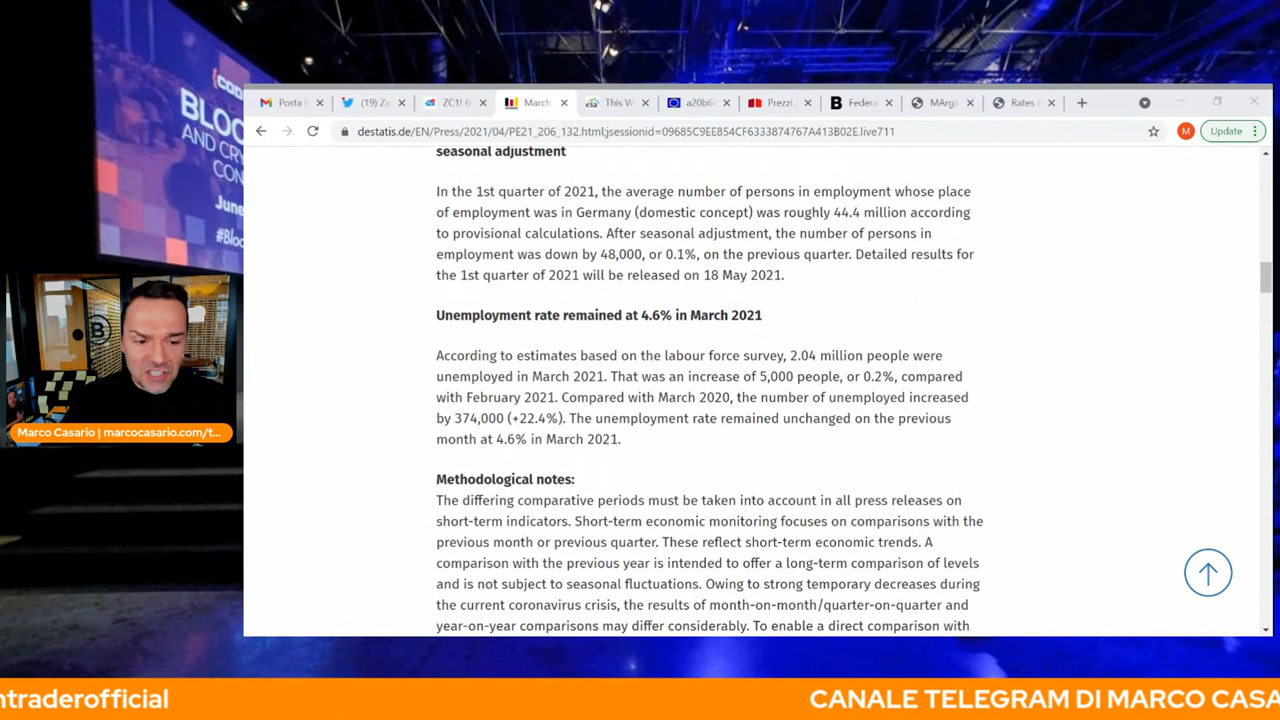 BLOC
AND CRY
CON
June
#Bloc
Posta i
(19) Za
ZC1! 6
March
This W
a20b6
Prezzi
Federa
MArgi
Rates
destatis.de/EN/Press/2021/04/PE21_206_132.html;jsessionid=09685C9EE854CF6333874767A413B02E.live711
M
Update
seasonal adjustment
In the 1st quarter of 2021, the average number of persons in employment whose place
of employment was in Germany (domestic concept) was roughly 44.4 million according
to provisional calculations. After seasonal adjustment, the number of persons in
employment was down by 48,000, or 0.1%, on the previous quarter. Detailed results for
the 1st quarter of 2021 will be released on 18 May 2021.
Unemployment rate remained at 4.6% in March 2021
According to estimates based on the labour force survey, 2.04 million people were
unemployed in March 2021. That was an increase of 5,000 people, or 0.2%, compared
with February 2021. Compared with March 2020, the number of unemployed increased
by 374,000 (+22.4%). The unemployment rate remained unchanged on the previous
month at 4.6% in March 2021.
Methodological notes:
The differing comparative periods must be taken into account in all press releases on
short-term indicators. Short-term economic monitoring focuses on comparisons with the
previous month or previous quarter. These reflect short-term economic trends. A
comparison with the previous year is intended to offer a long-term comparison of levels
and is not subject to seasonal fluctuations. Owing to strong temporary decreases during
the current coronavirus crisis, the results of month-on-month/quarter-on-quarter and
year-on-year comparisons may differ considerably. To enable a direct comparison with
Marco Casario | marcocasario.com/t...
ntraderofficial
CANALE TELEGRAM DI MARCO CASA